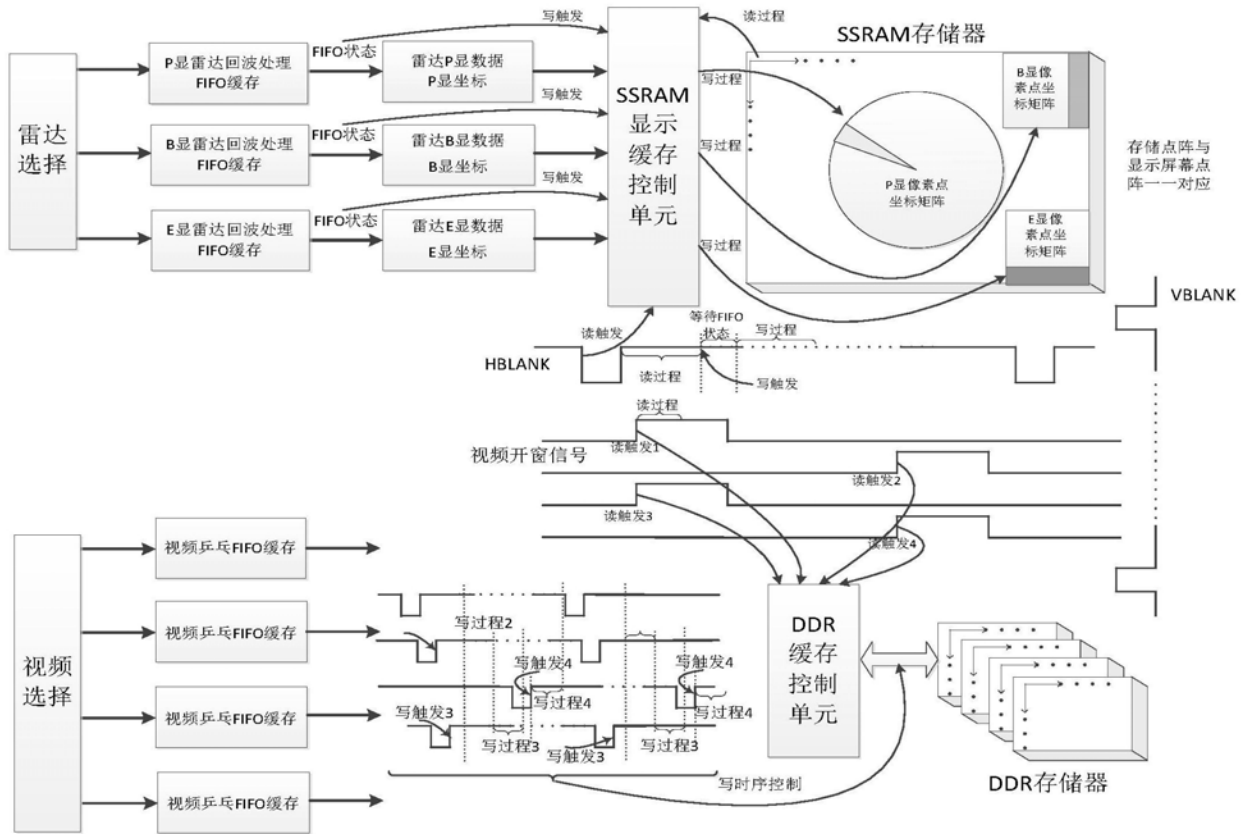 写触发
读过程
SSRAM存储器
P显雷达回波处理
FIFO缓存
FIFO状态
雷达P显数据
P显坐标
写过程
B显像
素点坐
标矩阵
雷达
选择
写触发
B显雷达回波处理
FIFO缓存
FIFO状态
雷达B显数据
B显坐标
SSRAM
显示
缓存
控制
单元
写过程
P显像素点
坐标矩阵
存储点阵与
显示屏幕点
阵一一对应
写触发
E显雷达回波处理
FIFO缓存
FIFO状态
雷达E显数据
E显坐标
写过程
E显像
素点坐
标矩阵
VBLANK
读触发
等待FIFO
状态
写过程
HBLANK
读过程
写触发
读过程
视频开窗信号
读触发1
读触发2
读触发3
读触发4
视频
选择
视频乒乓FIFO缓存
视频乒乓FIFO缓存
视频乒乓FIFO缓存
视频乒乓FIFO缓存
写过程2
写触发4
写触发4
写过程4
写过程4
写触发3
写过程3
写过程3
写触发3
DDR
缓存
控制
单元
写时序控制
DDR存储器